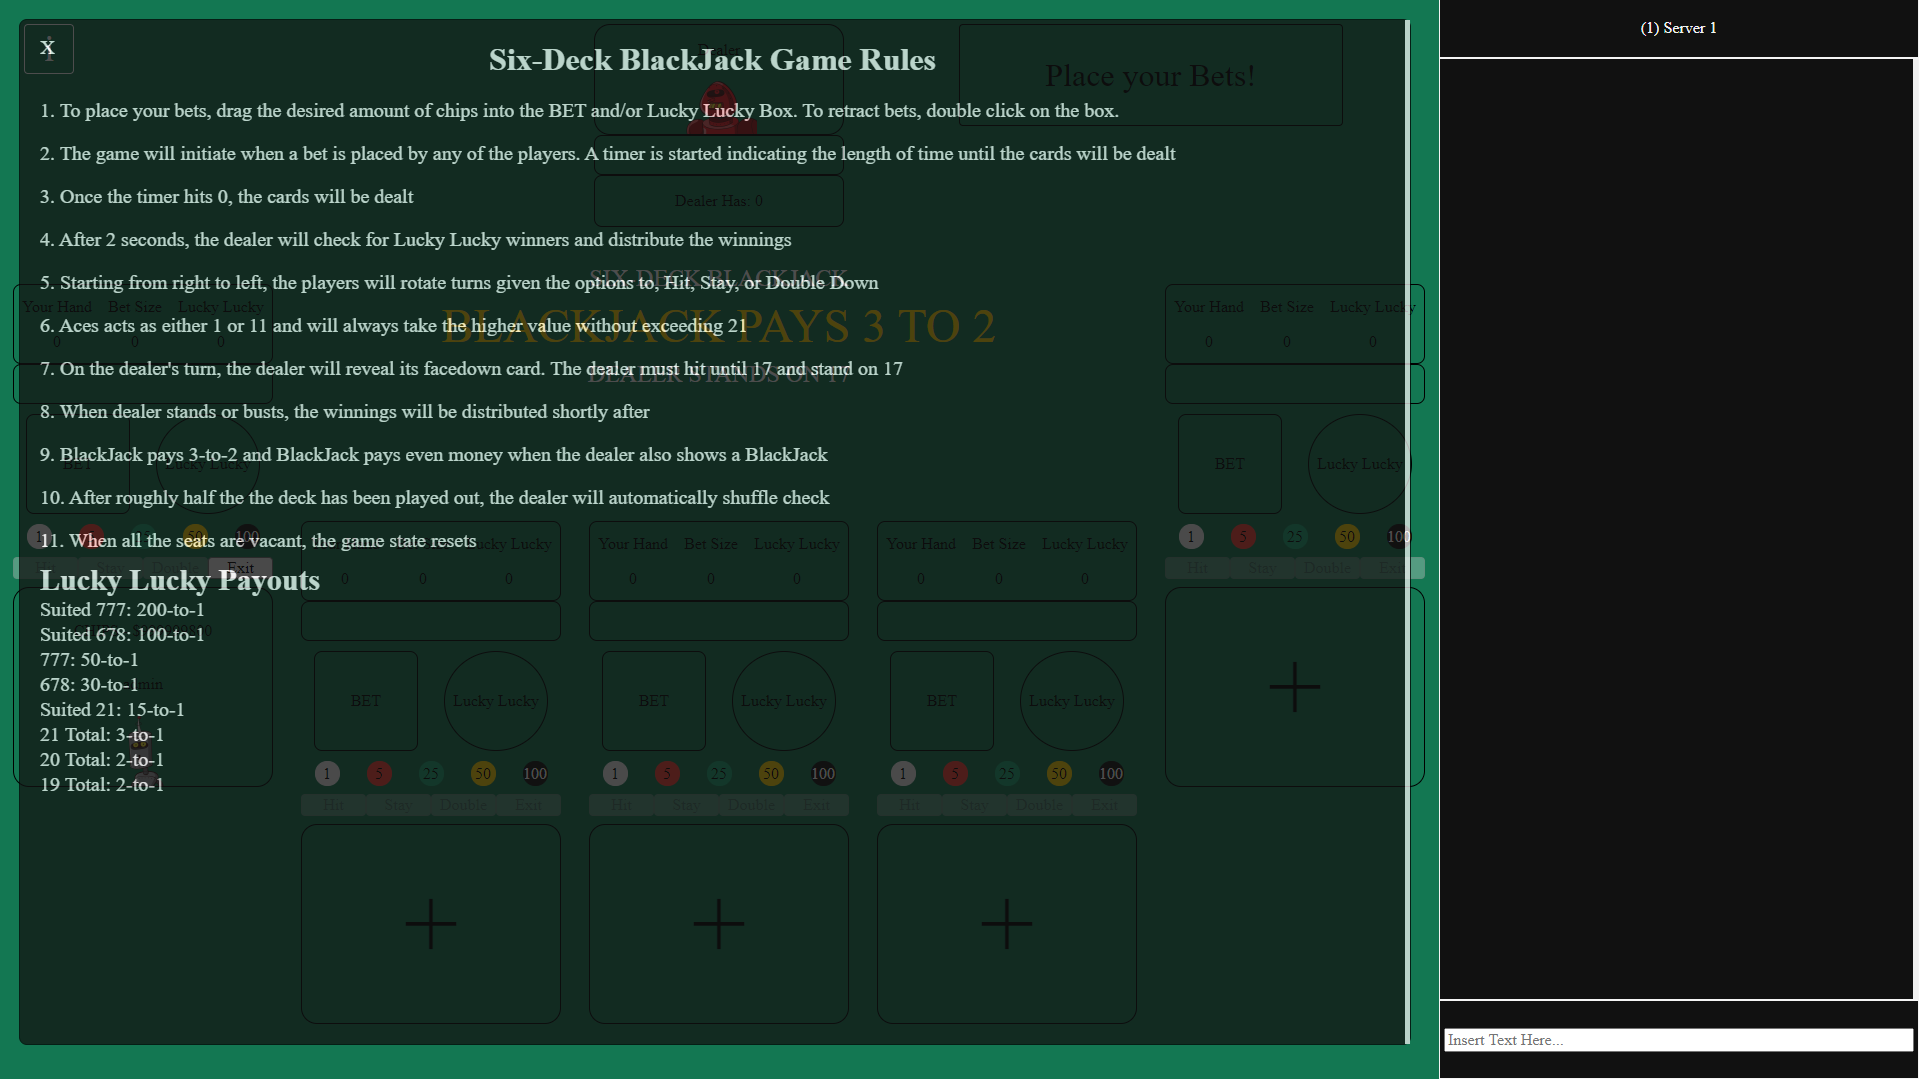 X
Six-Deck BlackJack Game Rules
Dealer
Place your Bets!
1. To place your bets, drag the desired amount of chips into the BET and/or Lucky Lucky Box. To retract bets, double click on the box.
2. The game will initiate when a bet is placed by any of the players. A timer is started indicating the length of time until the cards will be dealt
3. Once the timer hits 0, the cards will be dealt
Dealer Has: 0
4. After 2 seconds, the dealer will check for Lucky Lucky winners and distribute the winnings
SIX-DECK BLACKJACK
5. Starting from right to left, the players will rotate turns given the options to, Hit, Stay, or Double Down
BLACKJACK PAYS 3 TO 2
6. Aces acts as either 1 or 11 and will always take the higher value without exceeding 21
DEALER STANDS ON 17
7. On the dealer's turn, the dealer will reveal its facedown card. The dealer must hit until 17 and stand on 17
8. When dealer stands or busts, the winnings will be distributed shortly after
9. BlackJack pays 3-to-2 and BlackJack pays even money when the dealer also shows a BlackJack
10. After roughly half the the deck has been played out, the dealer will automatically shuffle check
11. When all the seats are vacant, the game state resets
Lucky Lucky Payouts
Suited 777: 200-to-1
Suited 678: 100-to-1
777: 50-to-1
678: 30-to-1
Suited 21: 15-to-1
21 Total: 3-to-1
20 Total: 2-to-1
19 Total: 2-to-1
Your Hand Bet Size Lucky Lucky
0 0 0
BET Lucky Lucky
1 5 25 50 100
Hit Stay Double Exit
Your Hand Bet Size Lucky Lucky
0 0 0
BET Lucky Lucky
1 50 100
Hit Stay Double Exit
Lucky Lucky
0 0 0
BET Lucky Lucky
1 5 25 50 100
Hit Stay Double Exit
Your Hand Bet Size Lucky Lucky
0 0 0
BET Lucky Lucky
1 5 25 50 100
Hit Stay Double Exit
Your Hand Bet Size Lucky Lucky
0 0 0
BET Lucky Lucky
1 5 25 50 100
Hit Stay Double Exit
(1) Server 1
Insert Text Here...